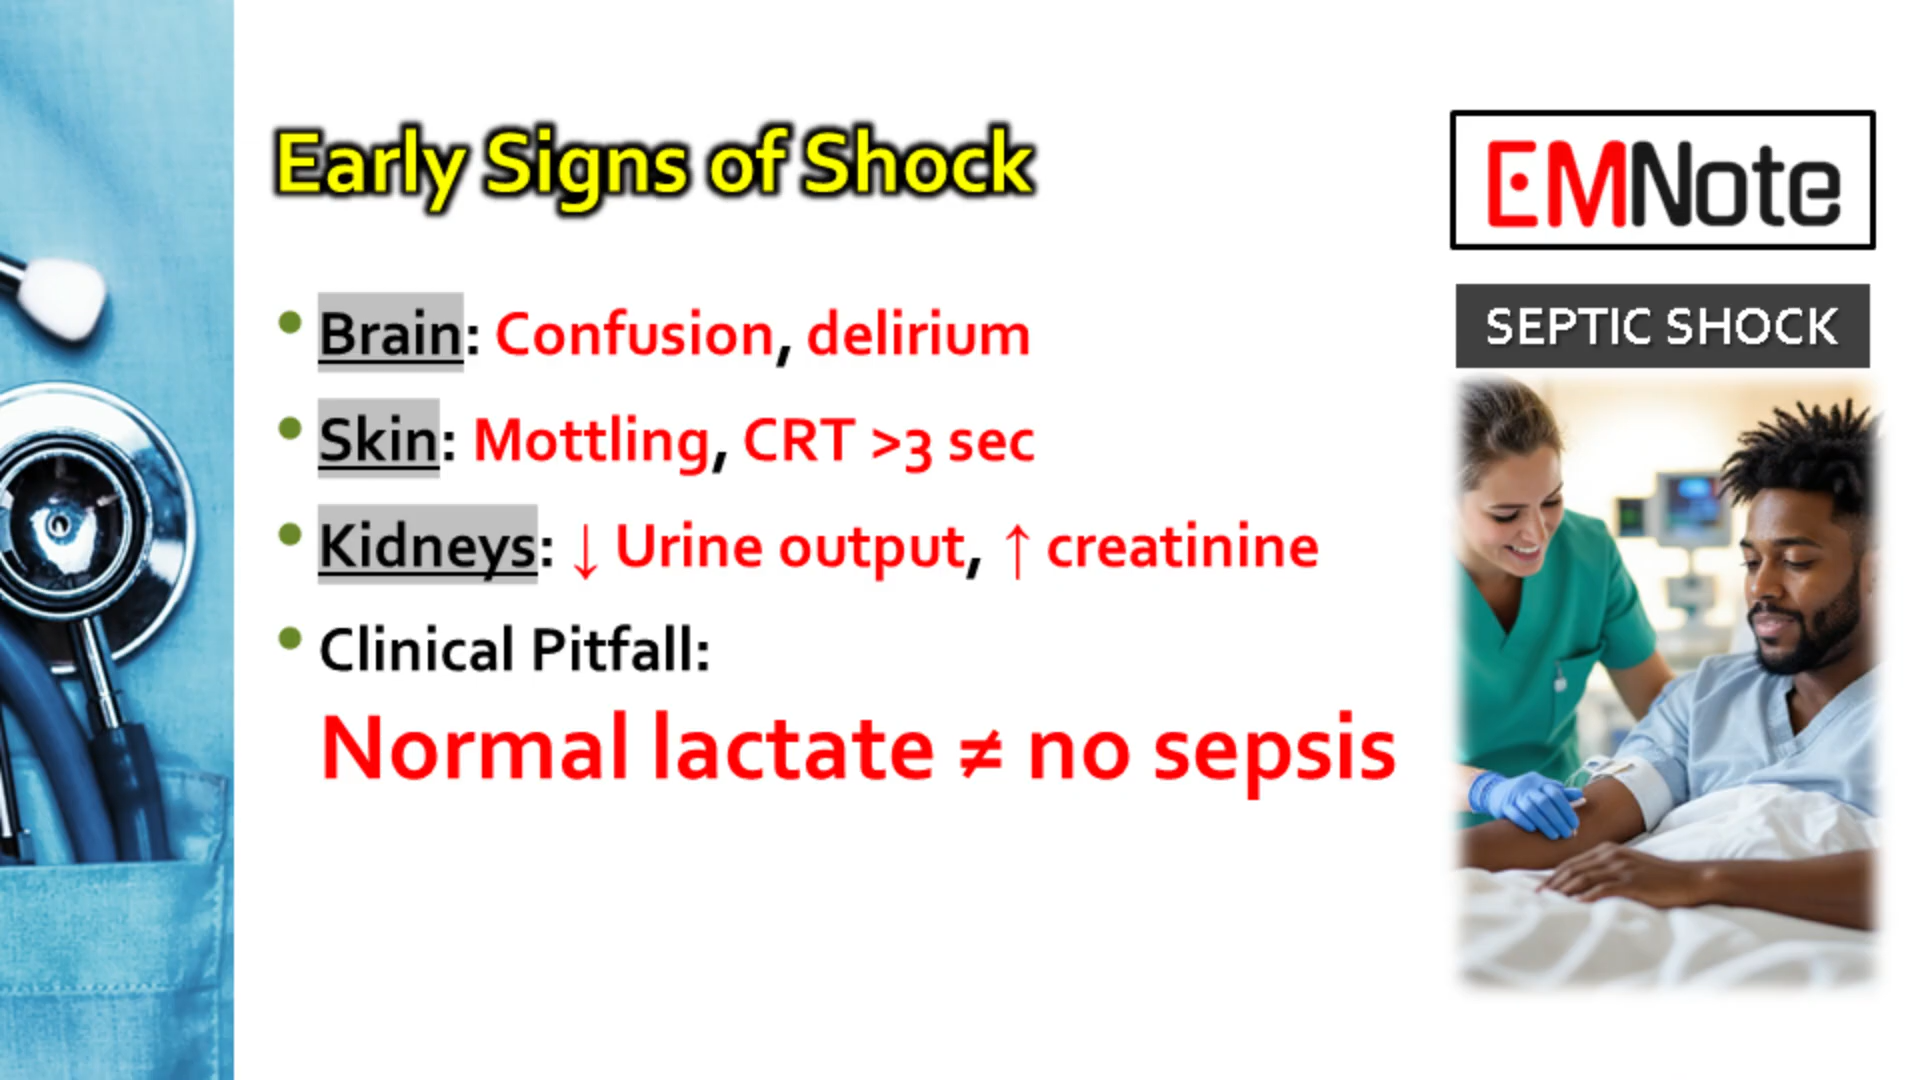 Early Signs of Shock
EMNote
SEPTIC SHOCK
• Brain: Confusion, delirium
• Skin: Mottling, CRT >3 sec
• Kidneys: ↓ Urine output, ↑ creatinine
• Clinical Pitfall:
Normal lactate ≠ no sepsis